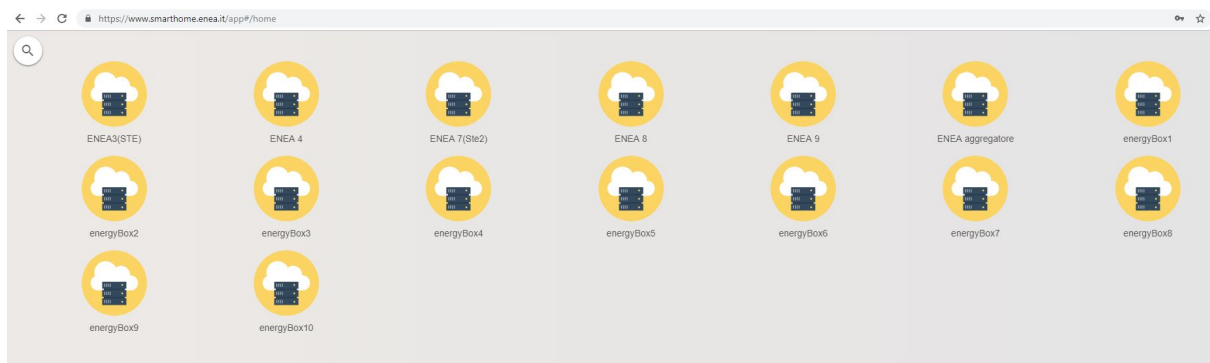 https://www.smarthome.enea.it/app#/home
ENEA3(STE) ENEA 4 ENEA 7(Ste2) ENEA 8 ENEA 9 ENEA aggregatore energyBox1
energyBox2 energyBox3 energyBox4 energyBox5 energyBox6 energyBox7 energyBox8
energyBox9 energyBox10